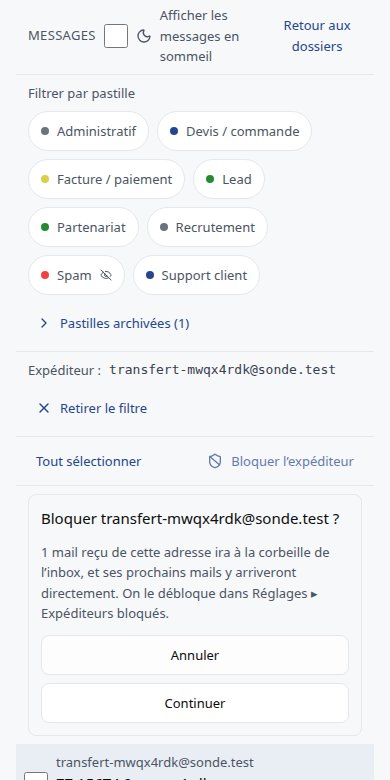 MESSAGES
Afficher les
messages en
sommeil
Retour aux
dossiers
Filtrer par pastille
Administratif
Devis / commande
Facture / paiement
Lead
Partenariat
Recrutement
Spam
Support client
Pastilles archivées (1)
Expéditeur : transfert-mwqx4rdk@sonde.test
Retirer le filtre
Tout sélectionner
Bloquer l'expéditeur
Bloquer transfert-mwqx4rdk@sonde.test ?
1 mail reçu de cette adresse ira à la corbeille de
l'inbox, et ses prochains mails y arriveront
directement. On le débloque dans Réglages ▸
Expéditeurs bloqués.
Annuler
Continuer
transfert-mwqx4rdk@sonde.test